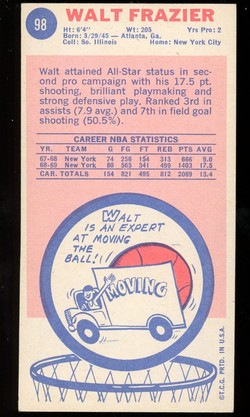 98
WALT FRAZIER
Ht: 6'4" Wt: 205 Yrs Pro: 2
Born: 3/29/45 — Atlanta, Ga.
Coll: So. Illinois Home: New York City
Walt attained All-Star status in sec-
ond pro campaign with his 17.5 pt.
shooting, brilliant playmaking and
strong defensive play. Ranked 3rd in
assists (7.9 avg.) and 7th in field goal
shooting (50.5%).
CAREER NBA STATISTICS
YR. TEAM G FG FT REB PTS AVG
67-68 New York 74 256 154 313 666 9.0
68-69 New York 80 565 341 499 1403 17.5
CAR. TOTALS 154 821 495 812 2069 13.4
WALT
IS AN EXPERT
AT MOVING
THE
BALL!
MOVING
©T.C.G. PRTD. IN U.S.A.